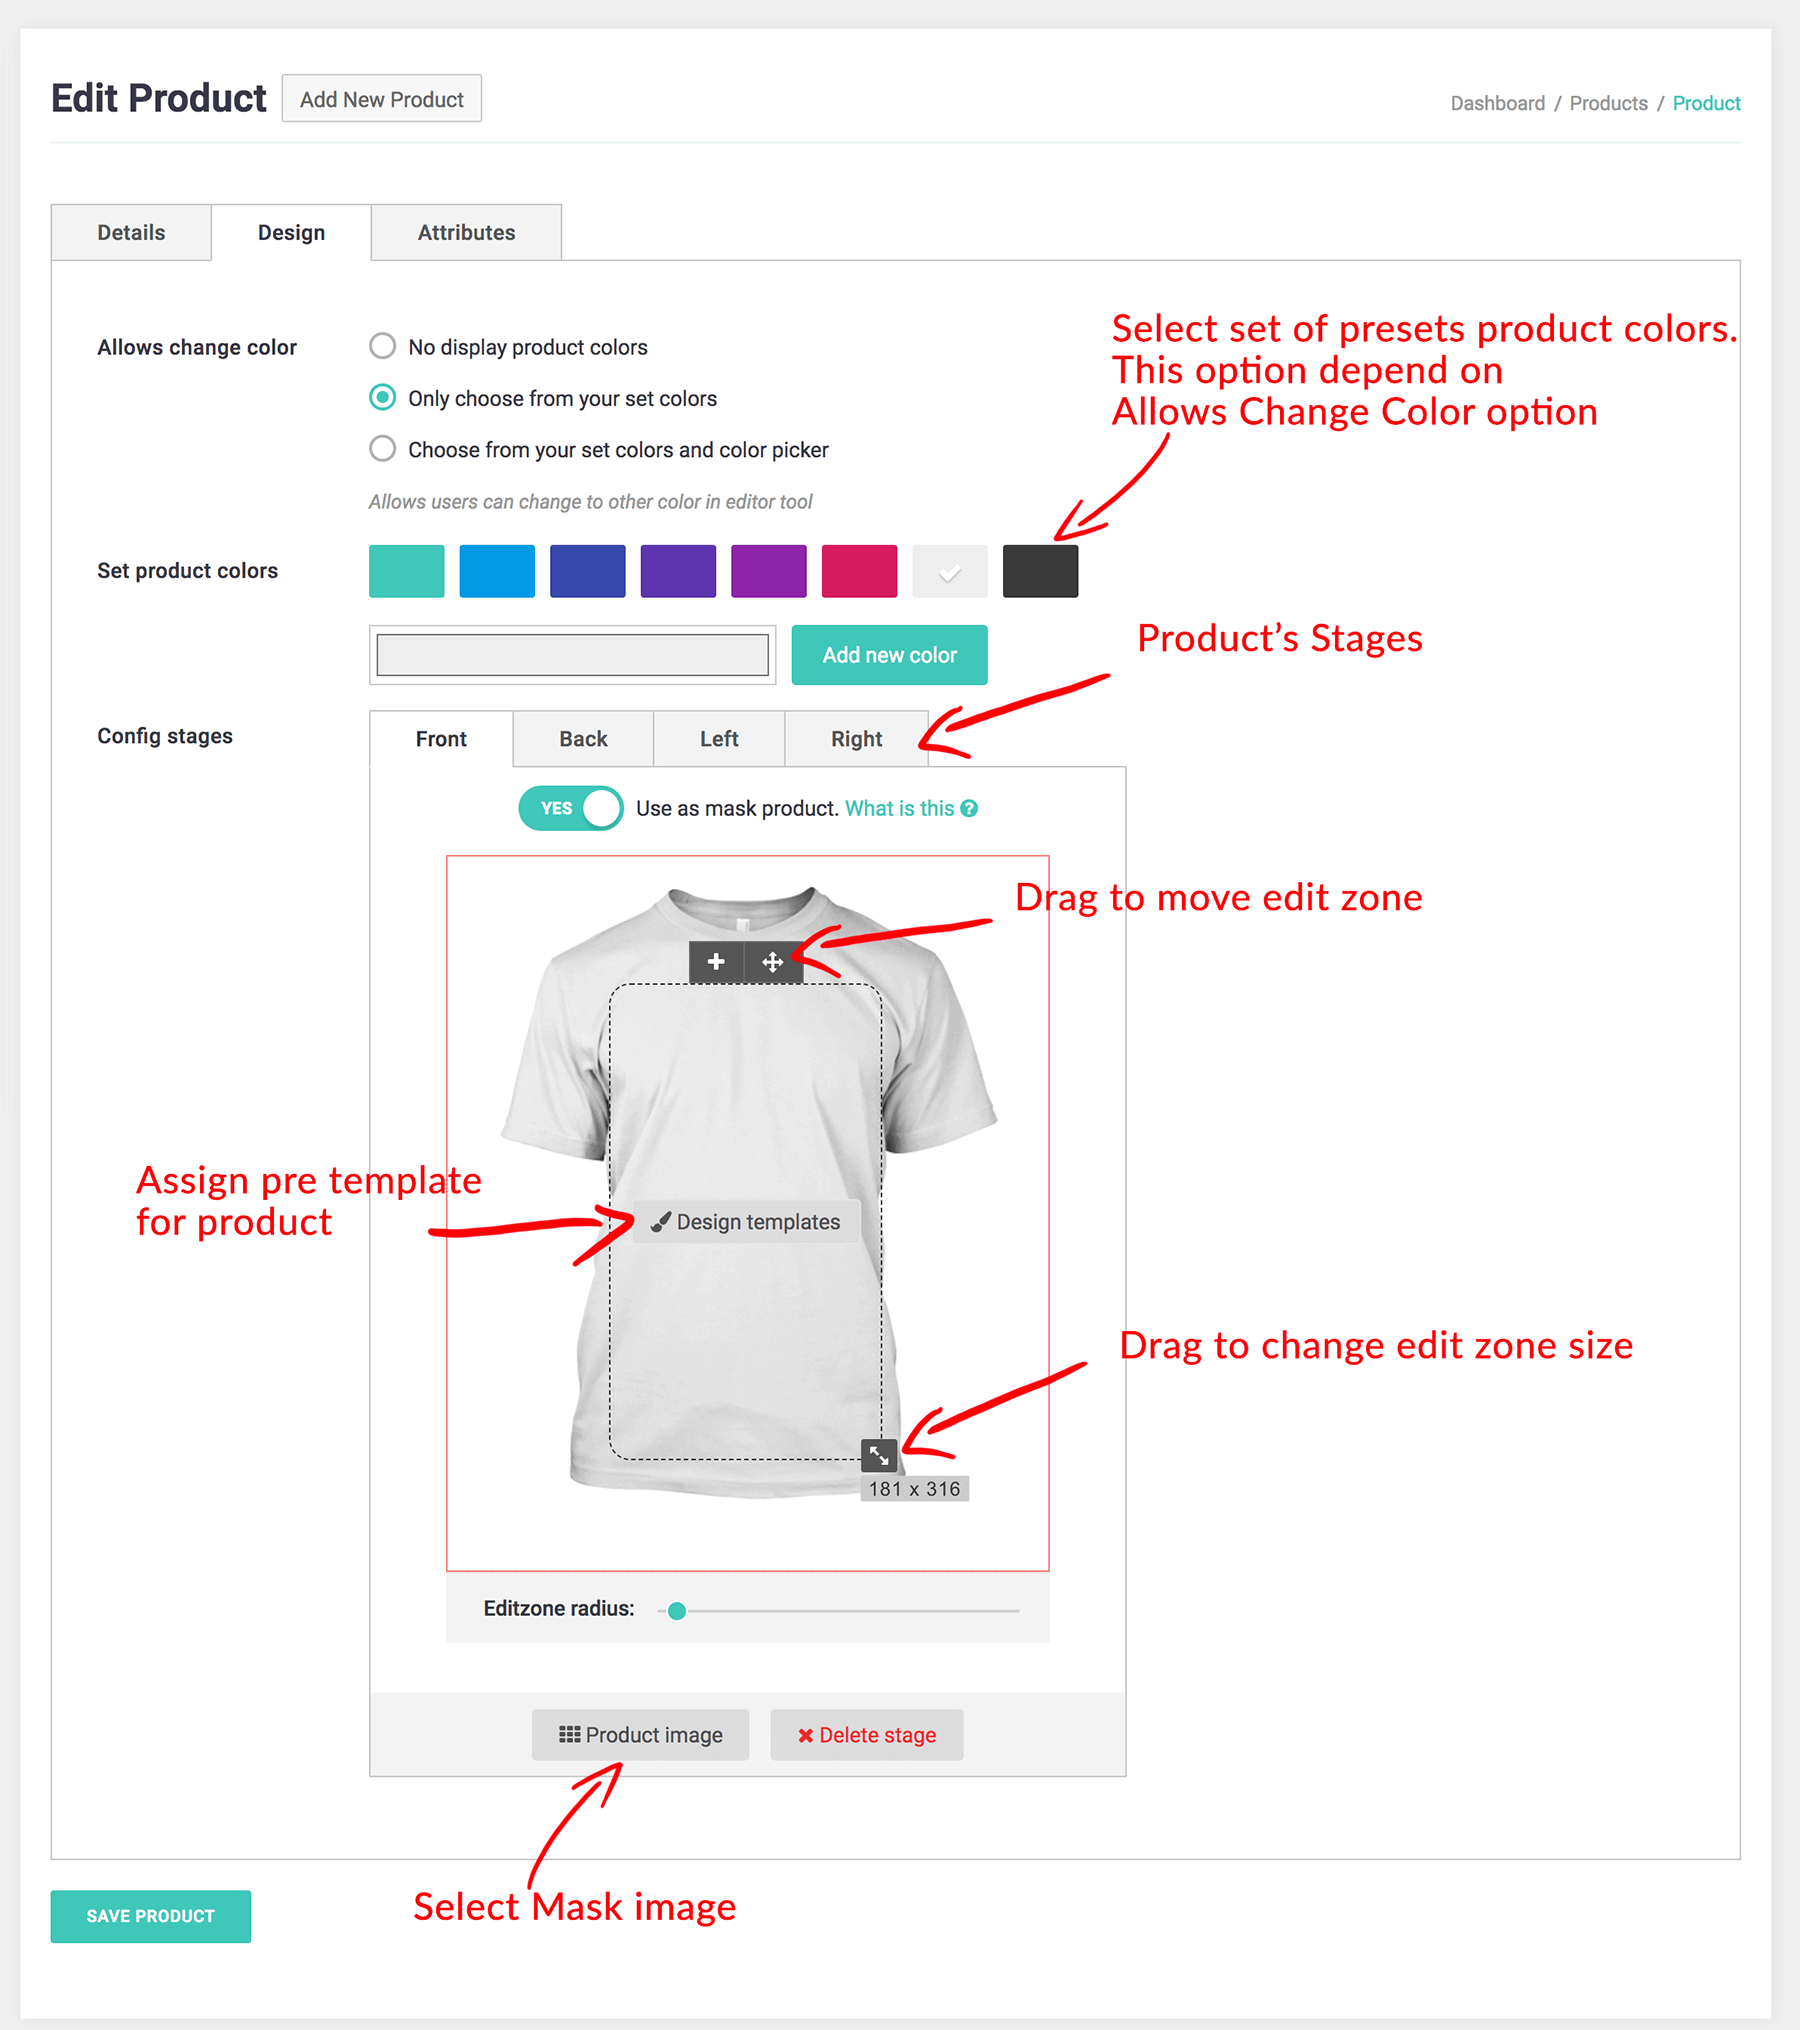 Edit Product
Add New Product
Dashboard / Products / Product
Details
Design
Attributes
Allows change color
No display product colors
Only choose from your set colors
Choose from your set colors and color picker
Allows users can change to other color in editor tool
Select set of presets product colors.
This option depend on
Allows Change Color option
Set product colors
Add new color
Product’s Stages
Config stages
Front
Back
Left
Right
YES
Use as mask product. What is this ?
Drag to move edit zone
Assign pre template
for product
Design templates
Drag to change edit zone size
181 x 316
Editzone radius:
Product image
Delete stage
Select Mask image
SAVE PRODUCT